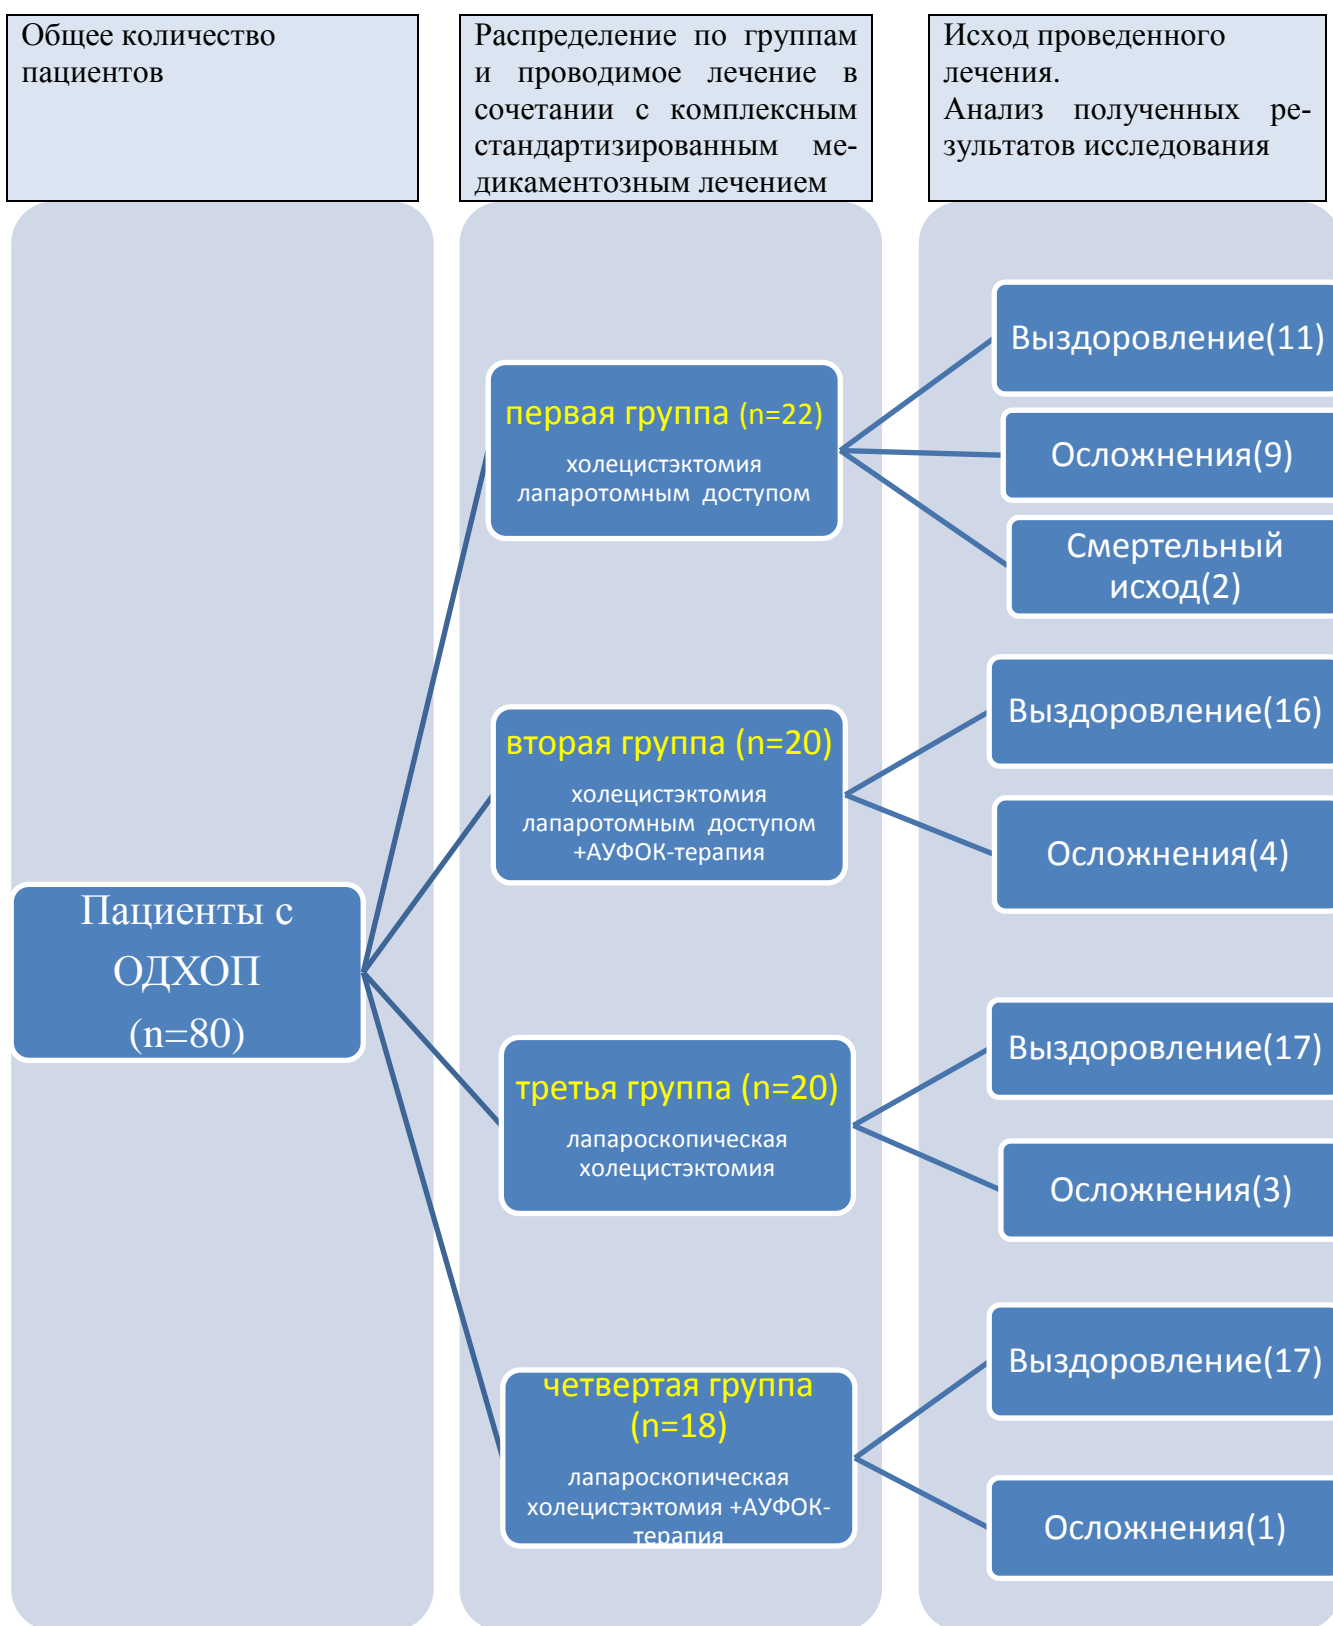 Общее количество
пациентов
Распределение по группам
и проводимое лечение в
сочетании с комплексным
стандартизированным ме-
дикаментозным лечением
Исход проведенного
лечения.
Анализ полученных ре-
зультатов исследования
Пациенты с
ОДХОП
(n=80)
первая группа (n=22)
холецистэктомия
лапаротомным доступом
Выздоровление(11)
Осложнения(9)
Смертельный
исход(2)
вторая группа (n=20)
холецистэктомия
лапаротомным доступом
+АУФОК-терапия
Выздоровление(16)
Осложнения(4)
третья группа (n=20)
лапароскопическая
холецистэктомия
Выздоровление(17)
Осложнения(3)
четвертая группа
(n=18)
лапароскопическая
холецистэктомия +АУФОК-
терапия
Выздоровление(17)
Осложнения(1)